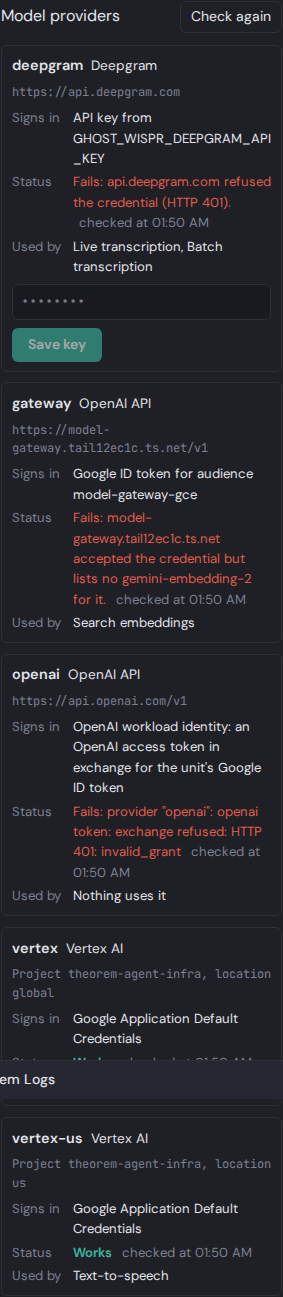 Model providers
Check again
deepgram Deepgram
https://api.deepgram.com
Signs in API key from
GHOST_WISPR_DEEPGRAM_API
_KEY
Status Fails: api.deepgram.com refused
the credential (HTTP 401).
checked at 01:50 AM
Used by Live transcription, Batch
transcription
Save key
gateway OpenAI API
https://model-
gateway.tail12ec1c.ts.net/v1
Signs in Google ID token for audience
model-gateway-gce
Status Fails: model-
gateway.tail12ec1c.ts.net
accepted the credential but
lists no gemini-embedding-2
for it. checked at 01:50 AM
Used by Search embeddings
openai OpenAI API
https://api.openai.com/v1
Signs in OpenAI workload identity: an
OpenAI access token in
exchange for the unit's Google
ID token
Status Fails: provider "openai": openai
token: exchange refused: HTTP
401: invalid_grant checked at
01:50 AM
Used by Nothing uses it
vertex Vertex AI
Project theorem-agent-infra, location
global
Signs in Google Application Default
Credentials
em Logs
vertex-us Vertex AI
Project theorem-agent-infra, location
us
Signs in Google Application Default
Credentials
Status Works checked at 01:50 AM
Used by Text-to-speech